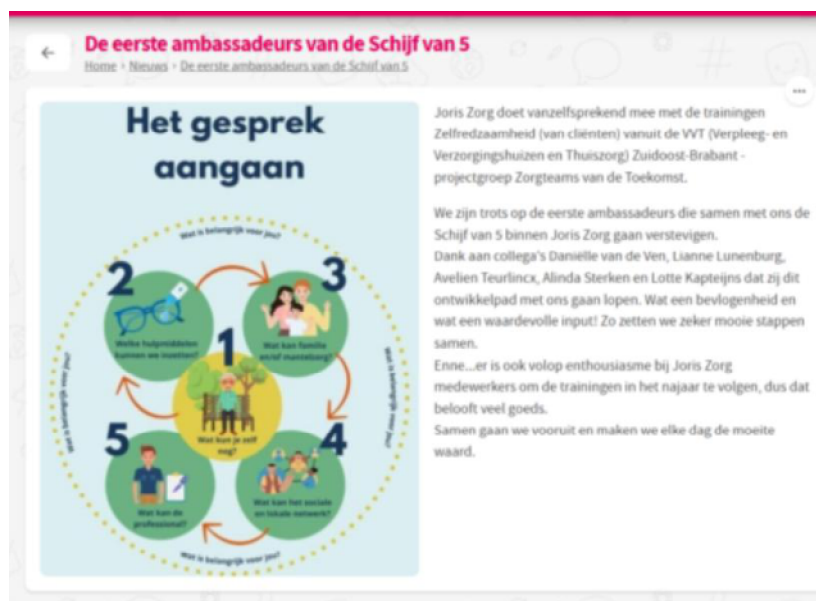 De eerste ambassadeurs van de Schijf van 5
Home › Nieuws › De eerste ambassadeurs van de Schijf van 5
Het gesprek
aangaan
Wat is belangrijk voor jou?
2
Welke hulpmiddelen
kunnen we inzetten?
3
Wat kan familie
en/of mantelzorg?
1
Wat kun je zelf
nog?
Wat is belangrijk voor jou?
Wat is belangrijk voor jou?
5
Wat kan de
professional?
4
Wat kan het sociale
en lokale netwerk?
Wat is belangrijk voor jou?
Joris Zorg doet vanzelfsprekend mee met de trainingen
Zelfredzaamheid (van cliënten) vanuit de VVT (Verpleeg- en
Verzorgingshuizen en Thuiszorg) Zuidoost-Brabant -
projectgroep Zorgteams van de Toekomst.
We zijn trots op de eerste ambassadeurs die samen met ons de
Schijf van 5 binnen Joris Zorg gaan verstevigen.
Dank aan collega's Daniëlle van de Ven, Lianne Lunenburg,
Avelien Teurlincx, Alinda Sterken en Lotte Kapteijns dat zij dit
ontwikkelpad met ons gaan lopen. Wat een bevlogenheid en
wat een waardevolle input! Zo zetten we zeker mooie stappen
samen.
Enne...er is ook volop enthousiasme bij Joris Zorg
medewerkers om de trainingen in het najaar te volgen, dus dat
belooft veel goeds.
Samen gaan we vooruit en maken we elke dag de moeite
waard.